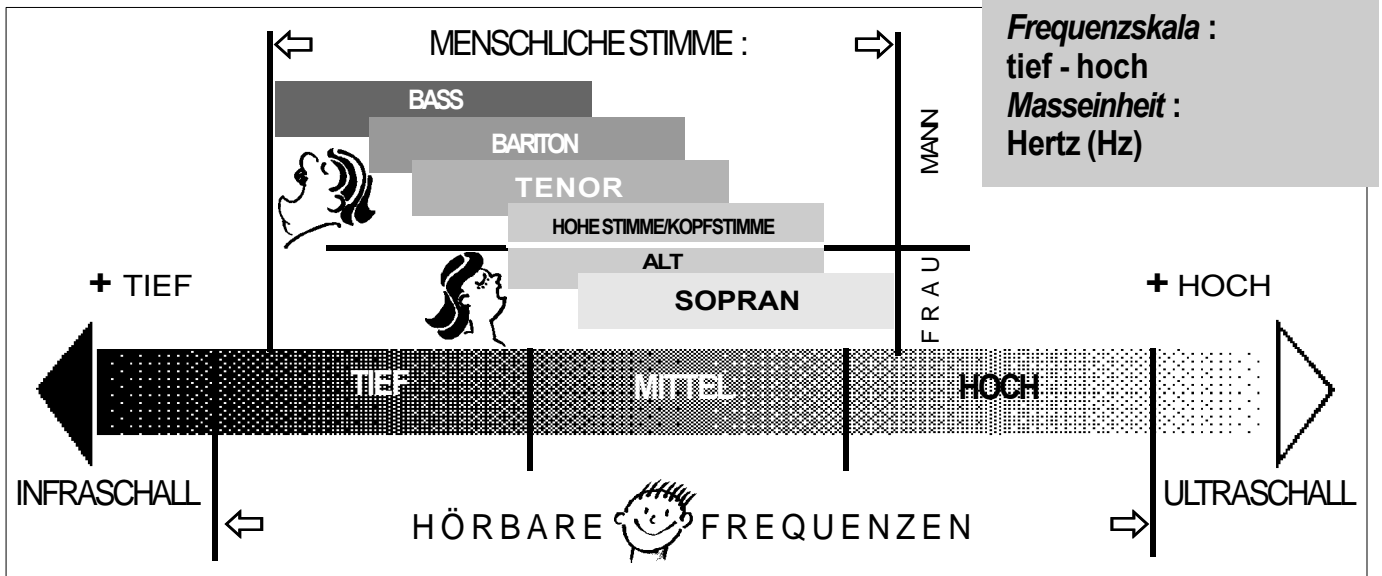 Frequenzskala :
tief - hoch
Masseinheit :
Hertz (Hz)
MENSCHLICHE STIMME :
BASS
BARITON
TENOR
HOHE STIMME/KOPFSTIMME
MANN
ALT
SOPRAN
FRAU
+ TIEF
+ HOCH
TIEF
MITTEL
HOCH
INFRASCHALL
ULTRASCHALL
HÖRBARE FREQUENZEN